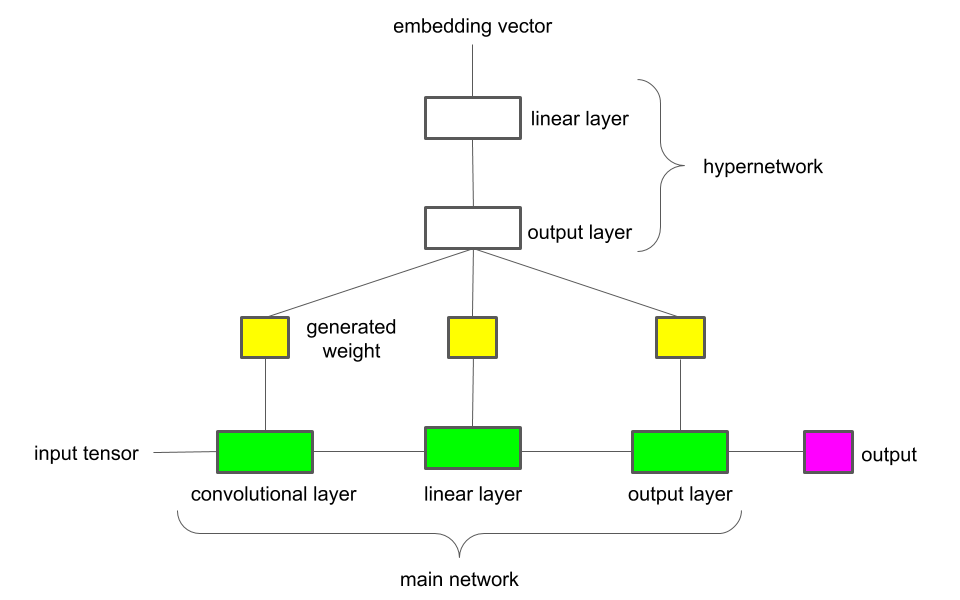 embedding vector
linear layer
hypernetwork
output layer
generated
weight
input tensor
output
convolutional layer
linear layer
output layer
main network